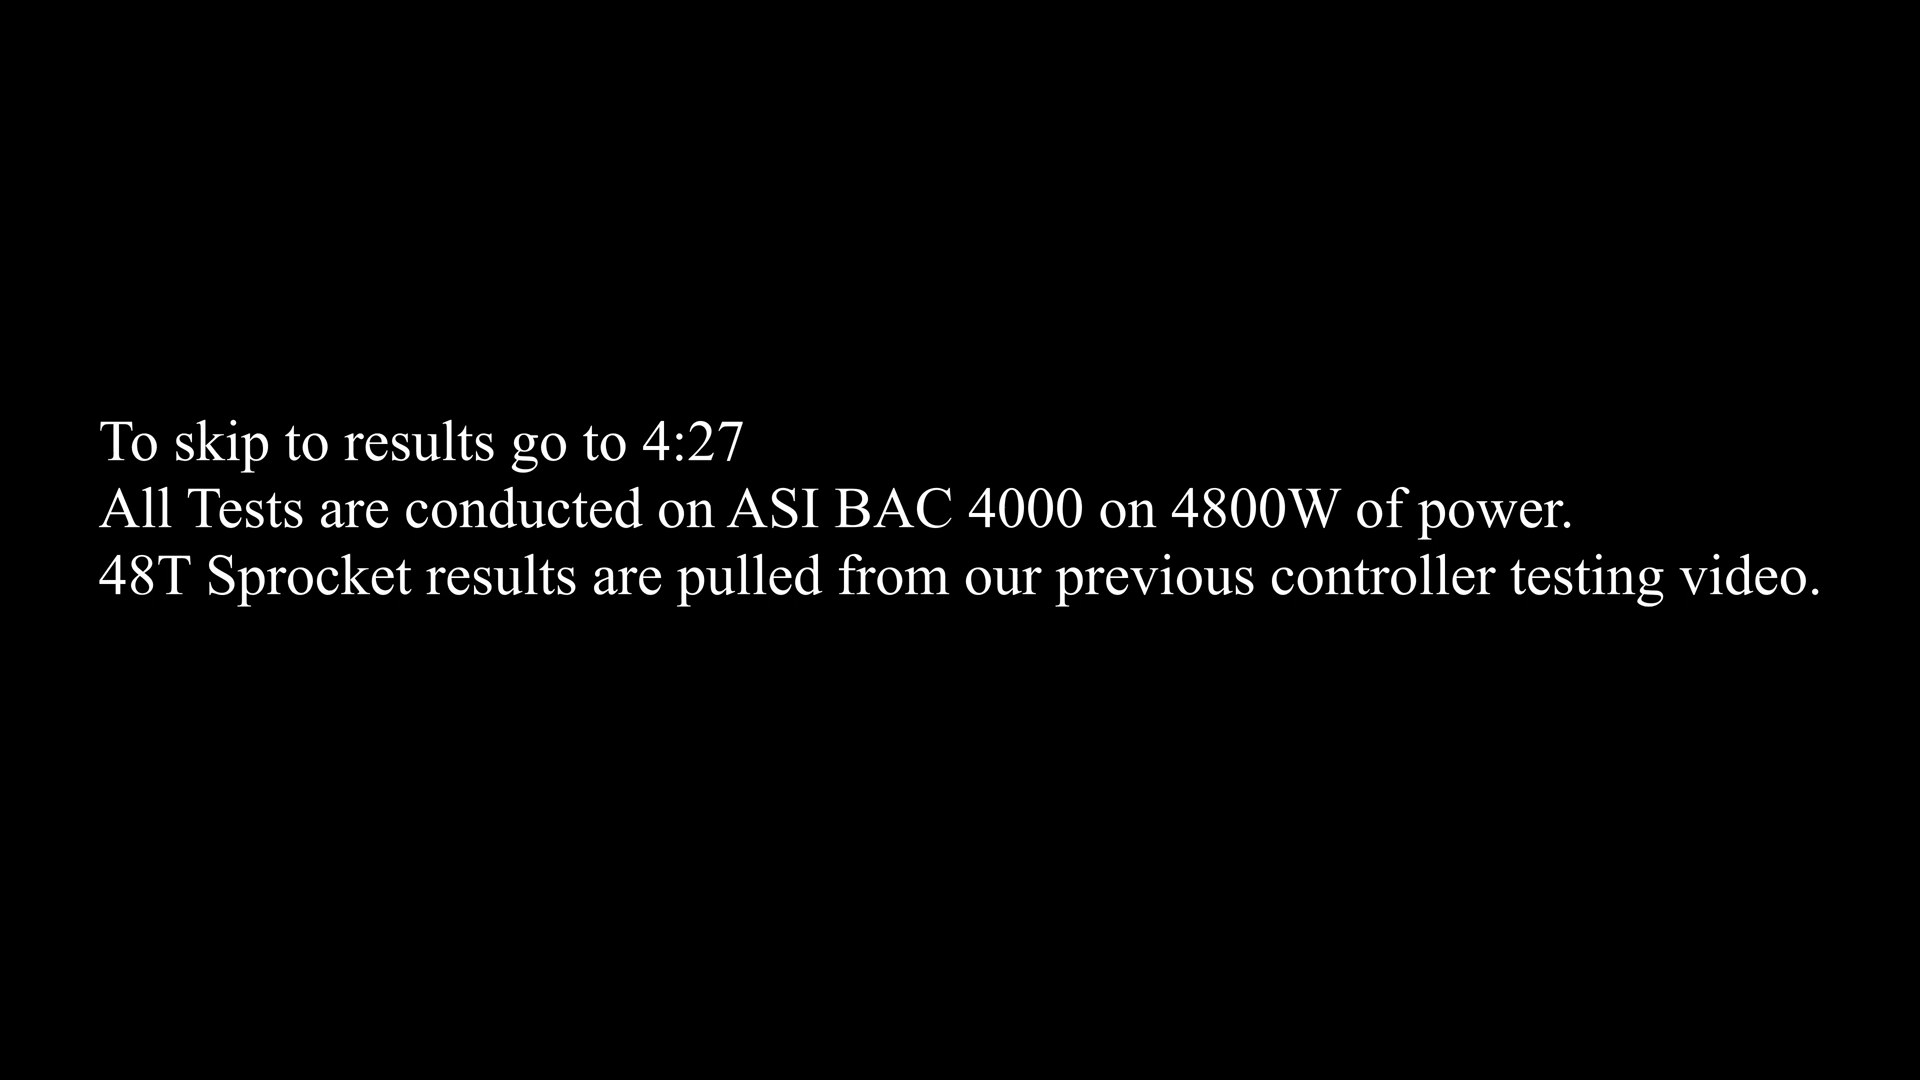 To skip to results go to 4:27
All Tests are conducted on ASI BAC 4000 on 4800W of power.
48T Sprocket results are pulled from our previous controller testing video.